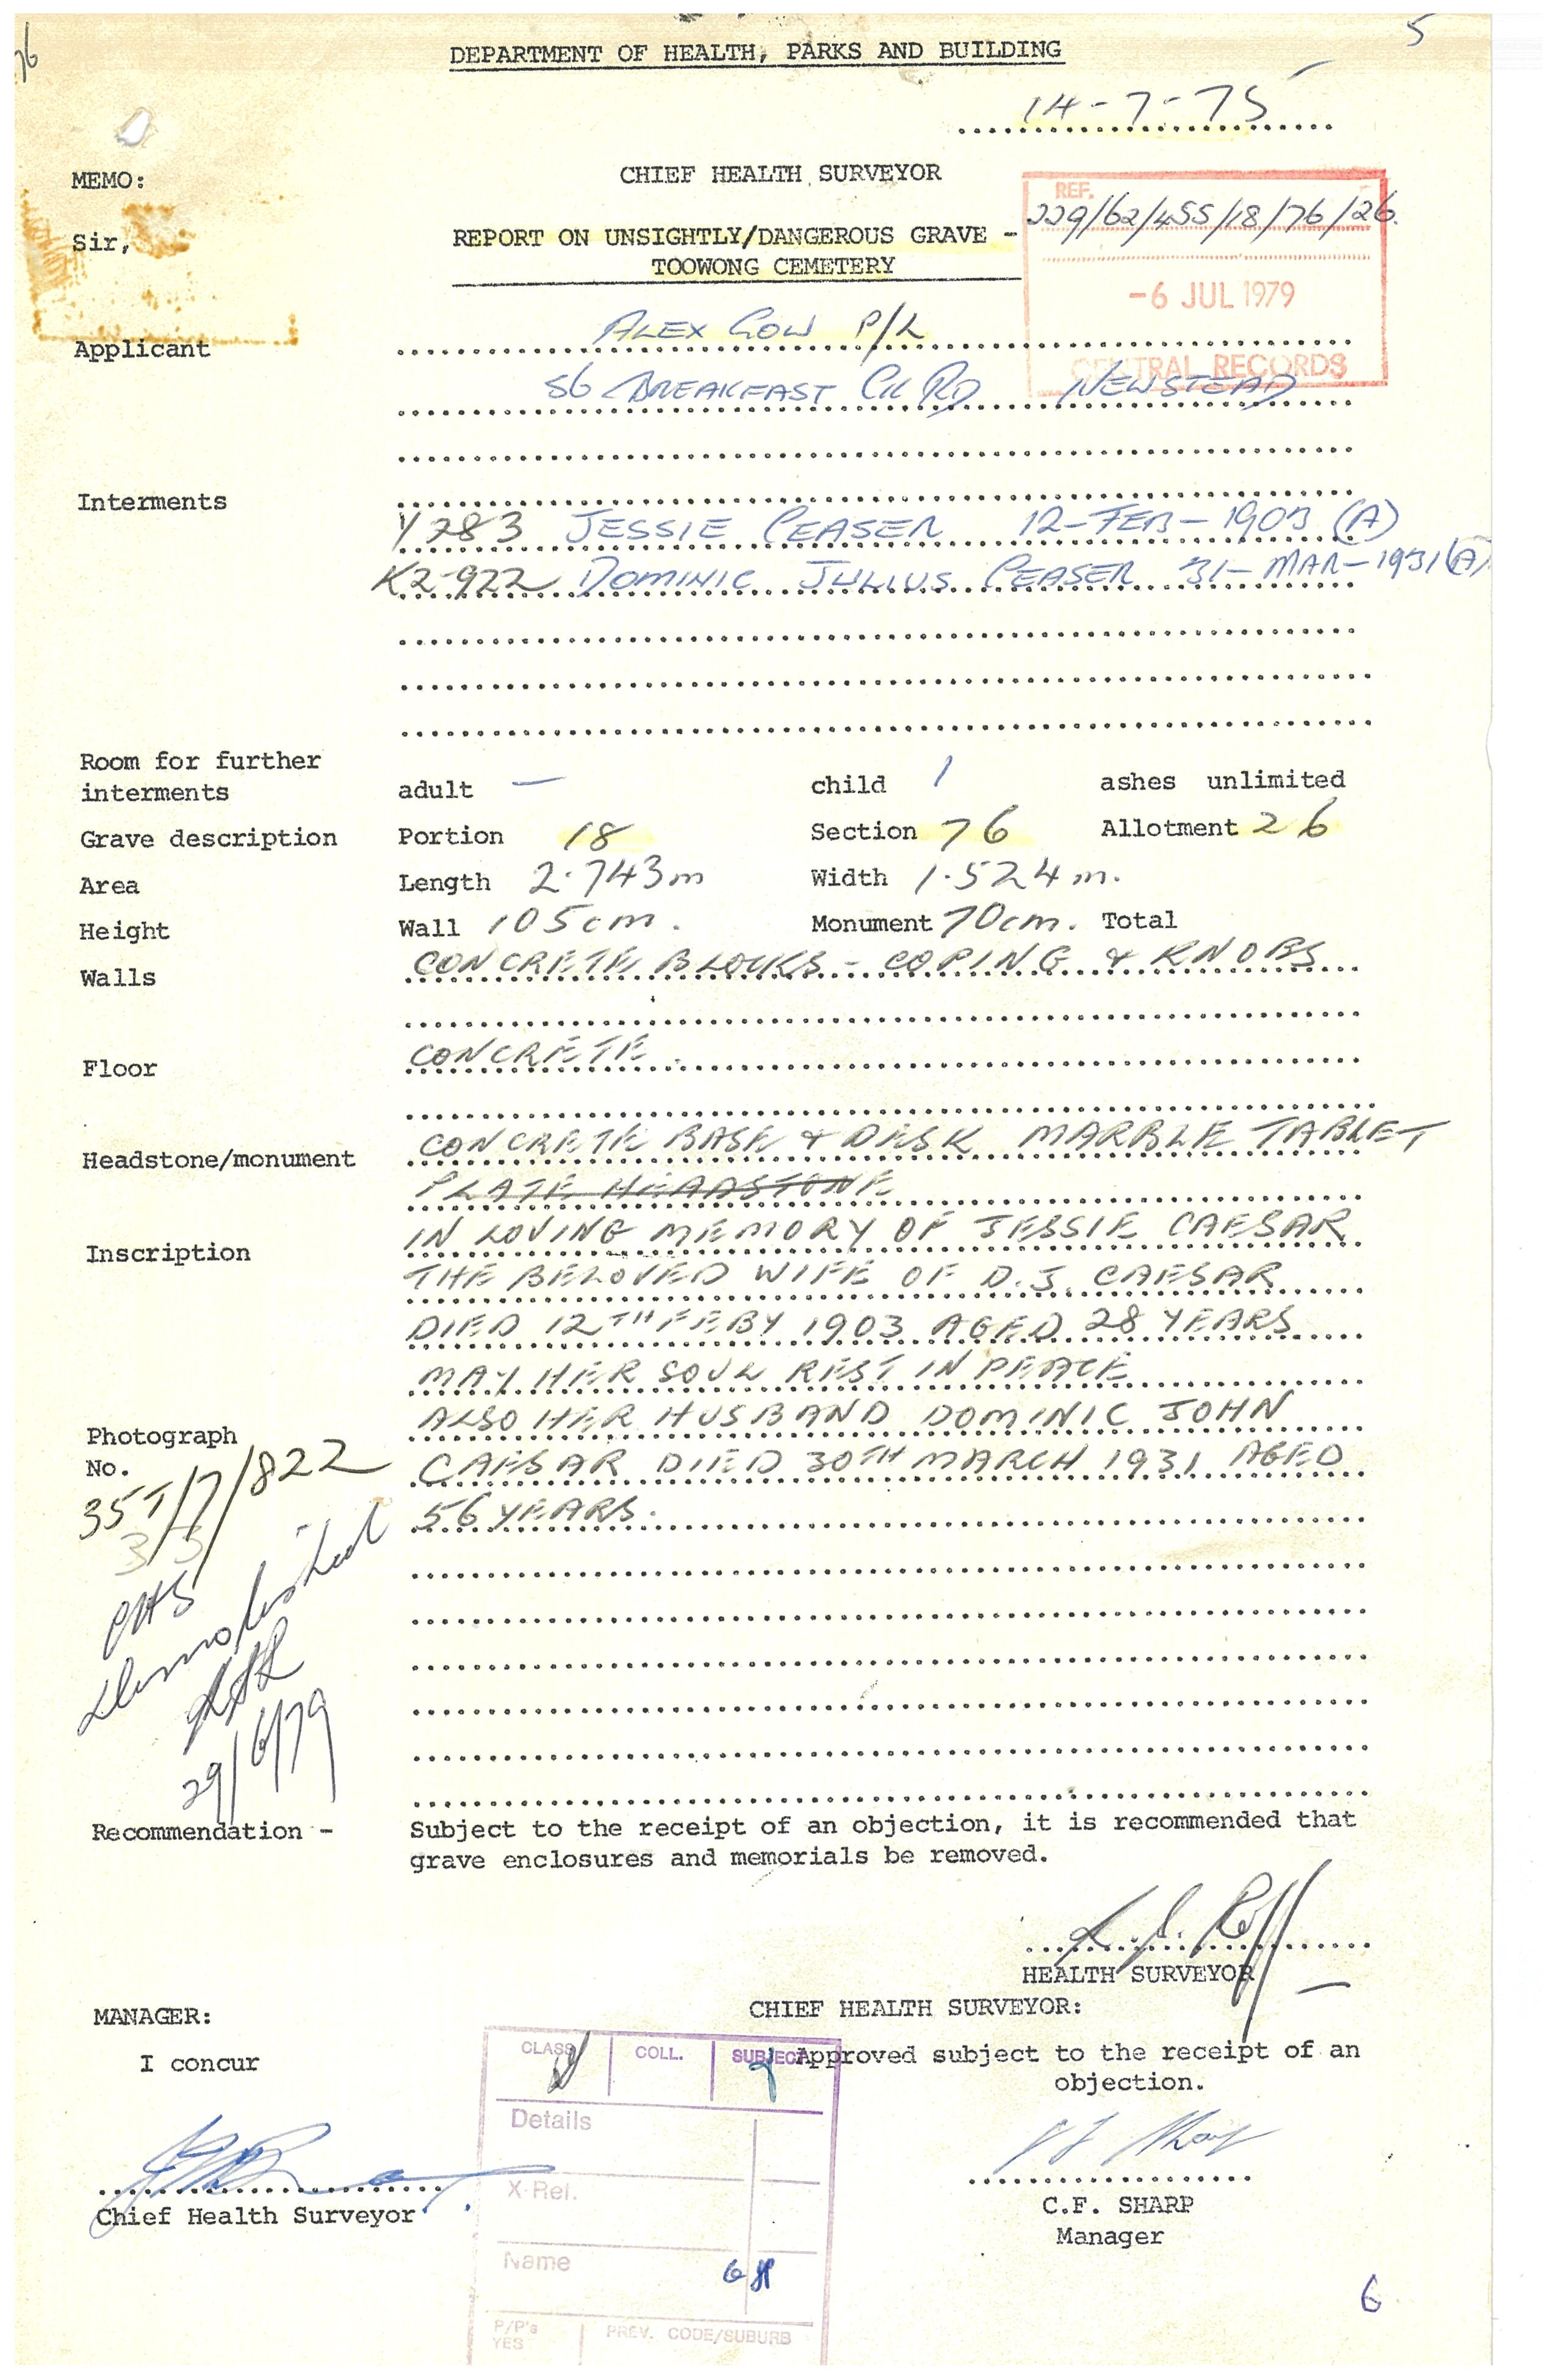 5
76
DEPARTMENT OF HEALTH, PARKS AND BUILDING
14-7-75
MEMO:
CHIEF HEALTH SURVEYOR
REF.
229/62/455/18/76/26.
Sir,
REPORT ON UNSIGHTLY/DANGEROUS GRAVE -
TOOWONG CEMETERY
-6 JUL 1979
CENTRAL RECORDS
Applicant ALEX GOW P/L
56 BREAKFAST CK RD NEWSTEAD
Interments
Y283 JESSIE CEASER 12-FEB-1903 (A)
K2-922 DOMINIC JULIUS CEASER 31-MAR-1931 (A)
Room for further
interments adult - child 1 ashes unlimited
Grave description Portion 18 Section 76 Allotment 26
Area Length 2.743m Width 1.524m.
Height Wall 105cm. Monument 70cm. Total
Walls CONCRETE BLOCKS - COPING & KNOBS
Floor CONCRETE.
Headstone/monument CONCRETE BASE & DESK MARBLE TABLET
PLATE HEADSTONE
Inscription IN LOVING MEMORY OF JESSIE CAESAR
THE BELOVED WIFE OF D.J. CAESAR
DIED 12TH FEBY 1903 AGED 28 YEARS
MAY HER SOUL REST IN PEACE
Photograph ALSO HER HUSBAND DOMINIC JOHN
No. CAESAR DIED 30TH MARCH 1931 AGED
35T/7/822
56 YEARS.
3/5
CHS
Demolished
29/6/79
Recommendation - Subject to the receipt of an objection, it is recommended that
grave enclosures and memorials be removed.
HEALTH SURVEYOR
MANAGER:
CHIEF HEALTH SURVEYOR:
I concur
Approved subject to the receipt of an
objection.
CLASS COLL. SUBJECT
Details
X-Rel.
Name
P/P's
YES
PREV. CODE/SUBURB
Chief Health Surveyor
C.F. SHARP
Manager
6